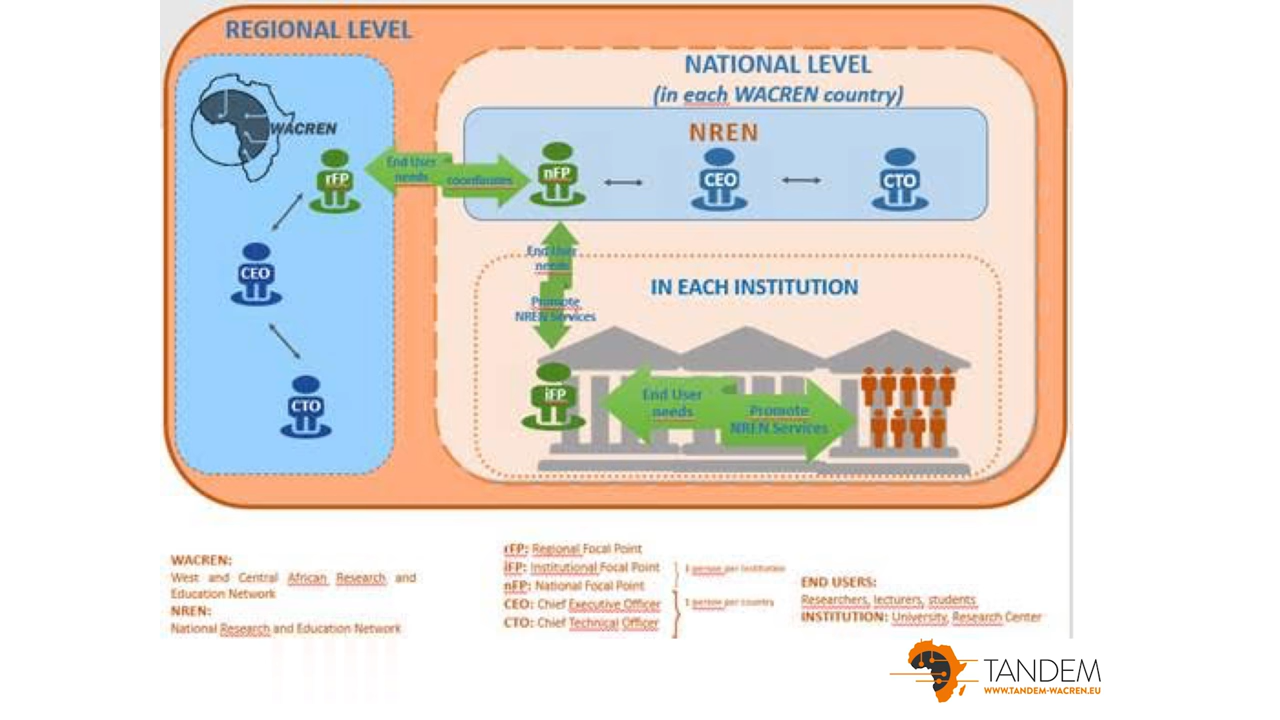 REGIONAL LEVEL
NATIONAL LEVEL
(in each WACREN country)
WACREN
NREN
rFP
End User
needs
coordinates
nFP
CEO
CTO
CEO
CTO
End User
needs
Promote
NREN Services
IN EACH INSTITUTION
iFP
End User
needs
Promote
NREN Services
WACREN:
West and Central African Research and
Education Network
NREN:
National Research and Education Network
rFP: Regional Focal Point
iFP: Institutional Focal Point
nFP: National Focal Point
CEO: Chief Executive Officer
CTO: Chief Technical Officer
1 person per institution
1 person per country
END USERS:
Researchers, lecturers, students
INSTITUTION: University, Research Center
TANDEM
WWW.TANDEM-WACREN.EU